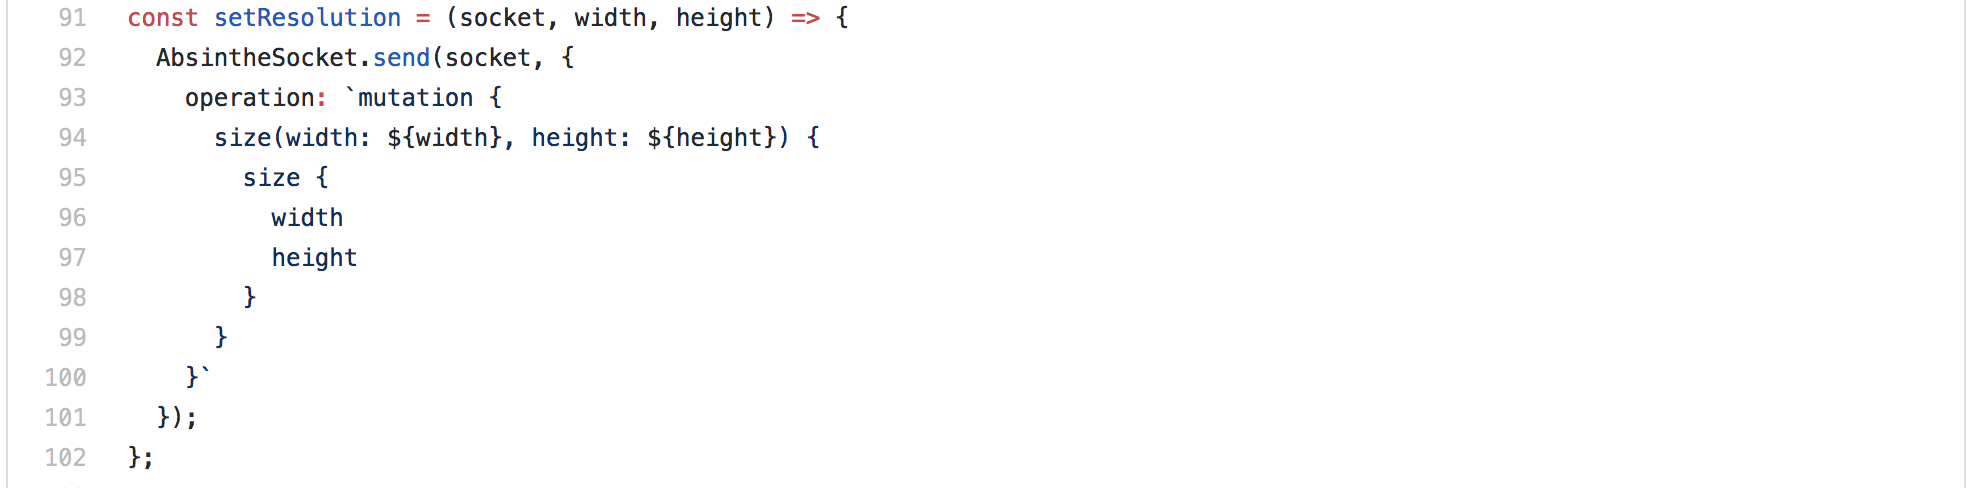 91 const setResolution = (socket, width, height) => {
92   AbsintheSocket.send(socket, {
93     operation: `mutation {
94       size(width: ${width}, height: ${height}) {
95         size {
96           width
97           height
98         }
99       }
100     }`
101   });
102 };